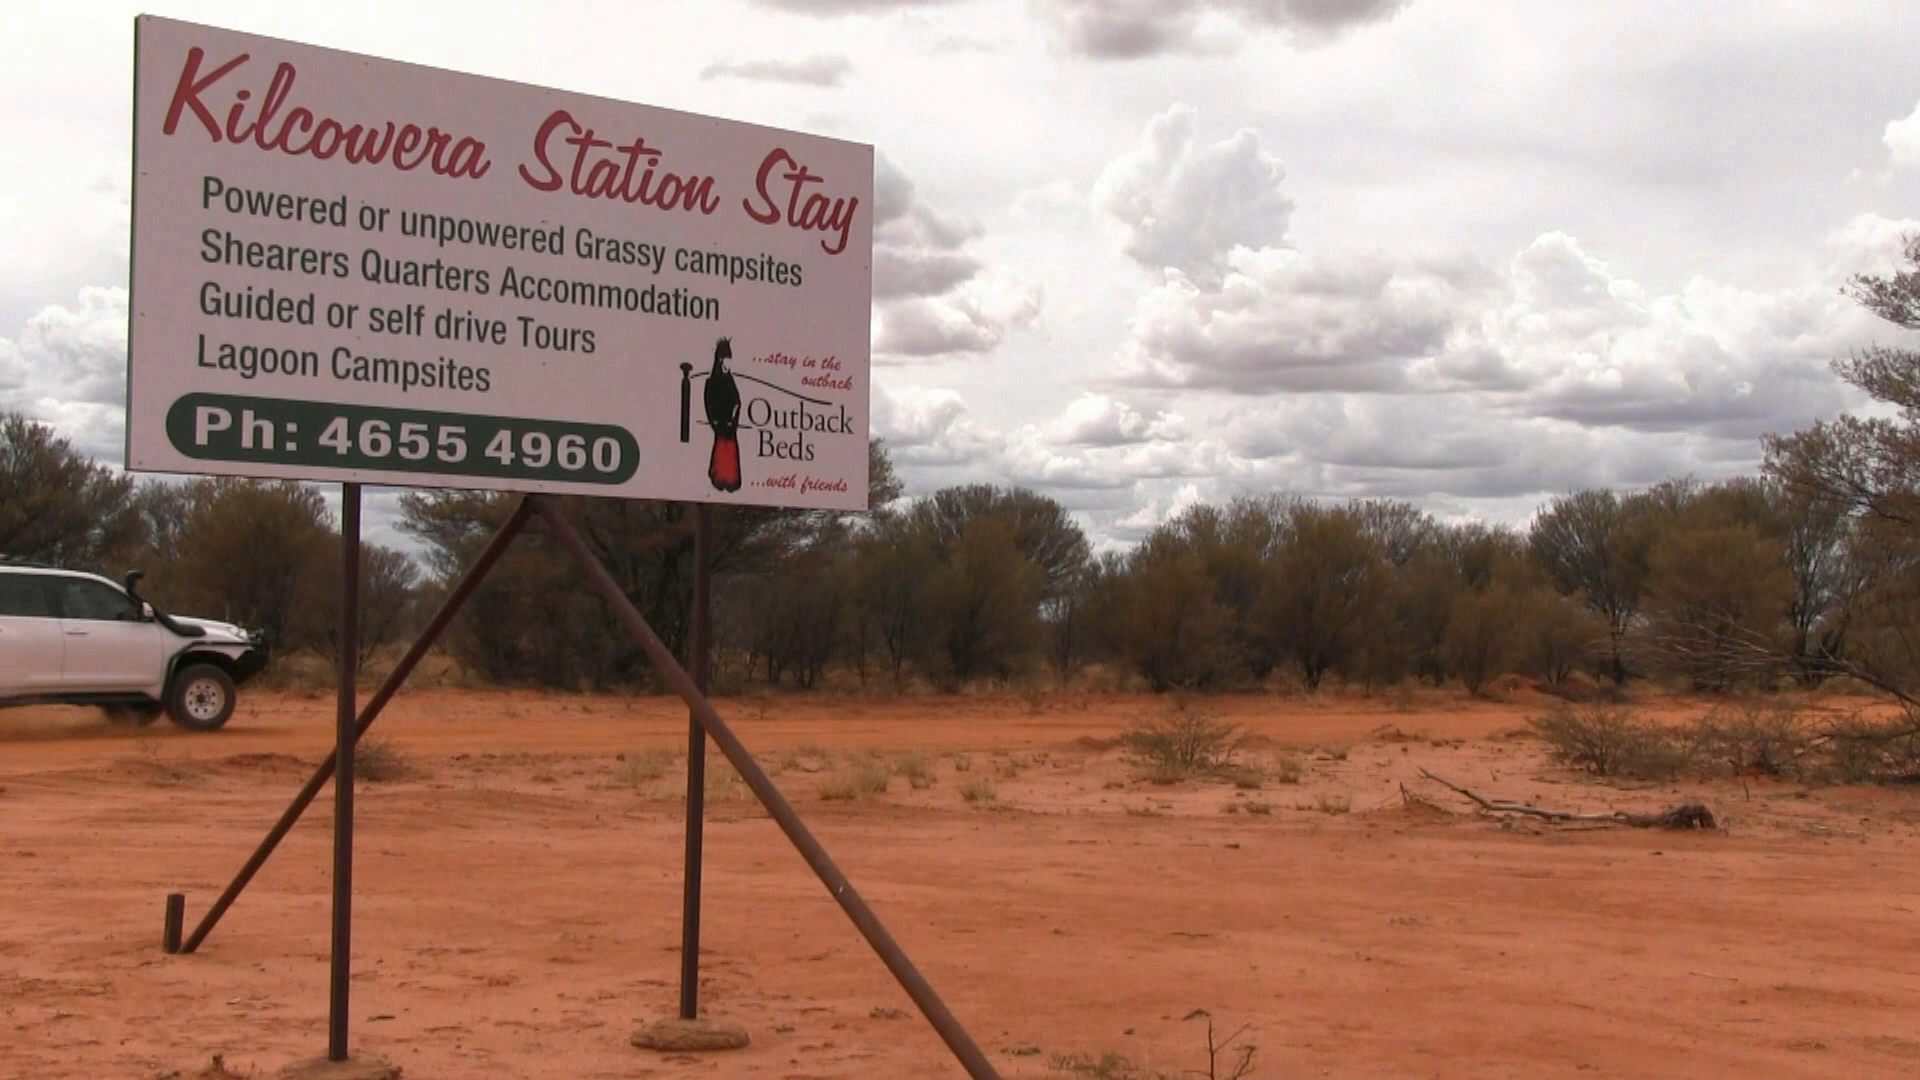 Kilcowera Station Stay
Powered or unpowered Grassy campsites
Shearers Quarters Accommodation
Guided or self drive Tours
Lagoon Campsites
Ph: 4655 4960
...stay in the
outback
Outback
Beds
...with friends